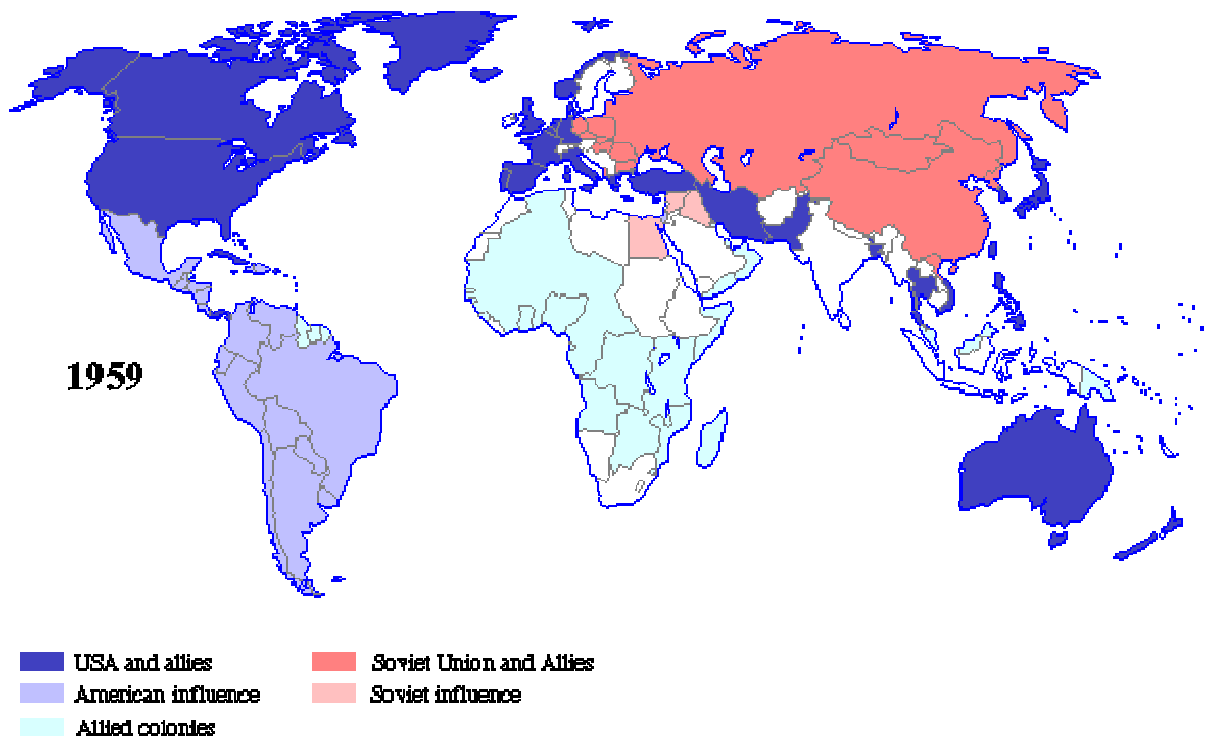 1959
USA and allies
Soviet Union and Allies
American influence
Soviet influence
Allied colonies